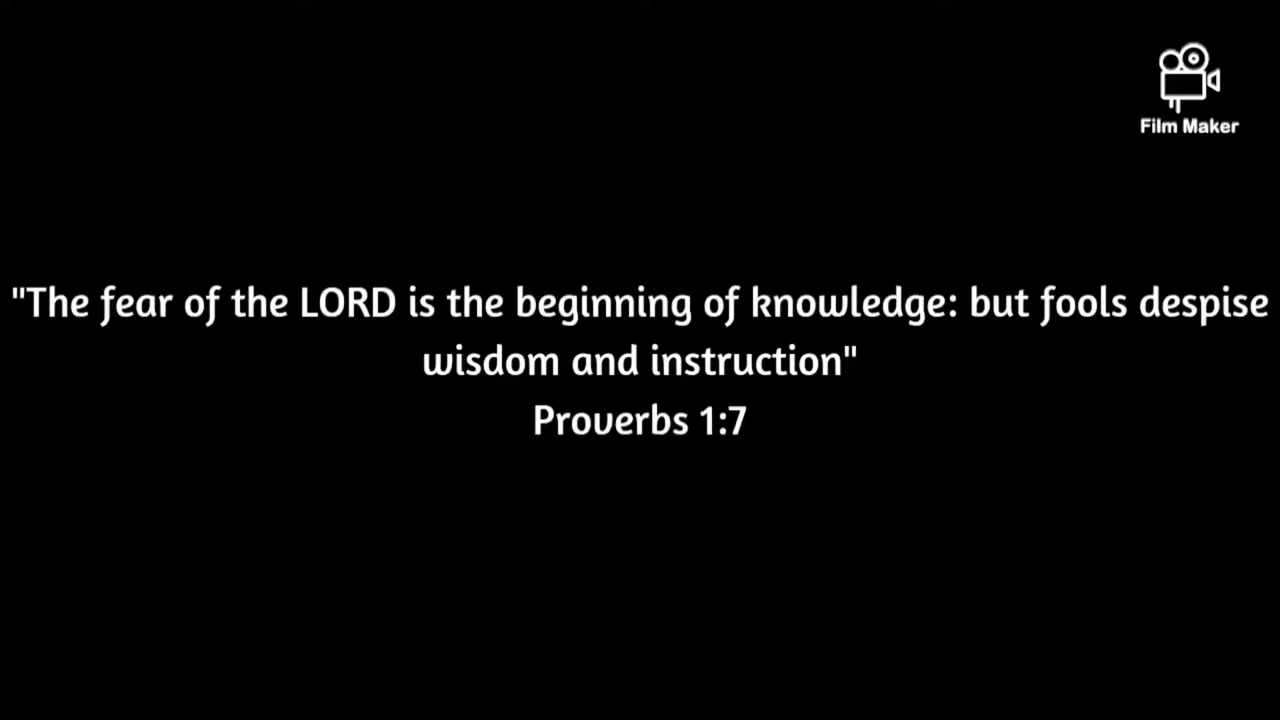 Film Maker
"The fear of the LORD is the beginning of knowledge: but fools despise
wisdom and instruction"
Proverbs 1:7